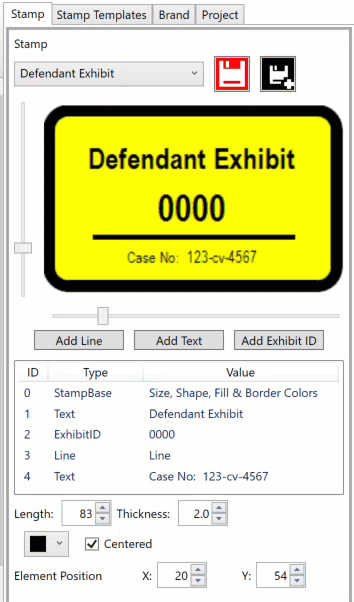 Stamp Stamp Templates Brand Project
Stamp
Defendant Exhibit
Defendant Exhibit
0000
Case No: 123-cv-4567
Add Line Add Text Add Exhibit ID
ID Type Value
0 StampBase Size, Shape, Fill & Border Colors
1 Text Defendant Exhibit
2 ExhibitID 0000
3 Line Line
4 Text Case No: 123-cv-4567
Length: 83 Thickness: 2.0
Centered
Element Position X: 20 Y: 54